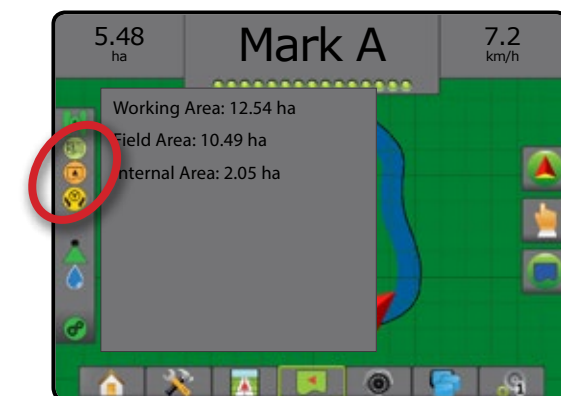 5.48
ha
Mark A
7.2
km/h
Working Area: 12.54 ha
Field Area: 10.49 ha
Internal Area: 2.05 ha
i